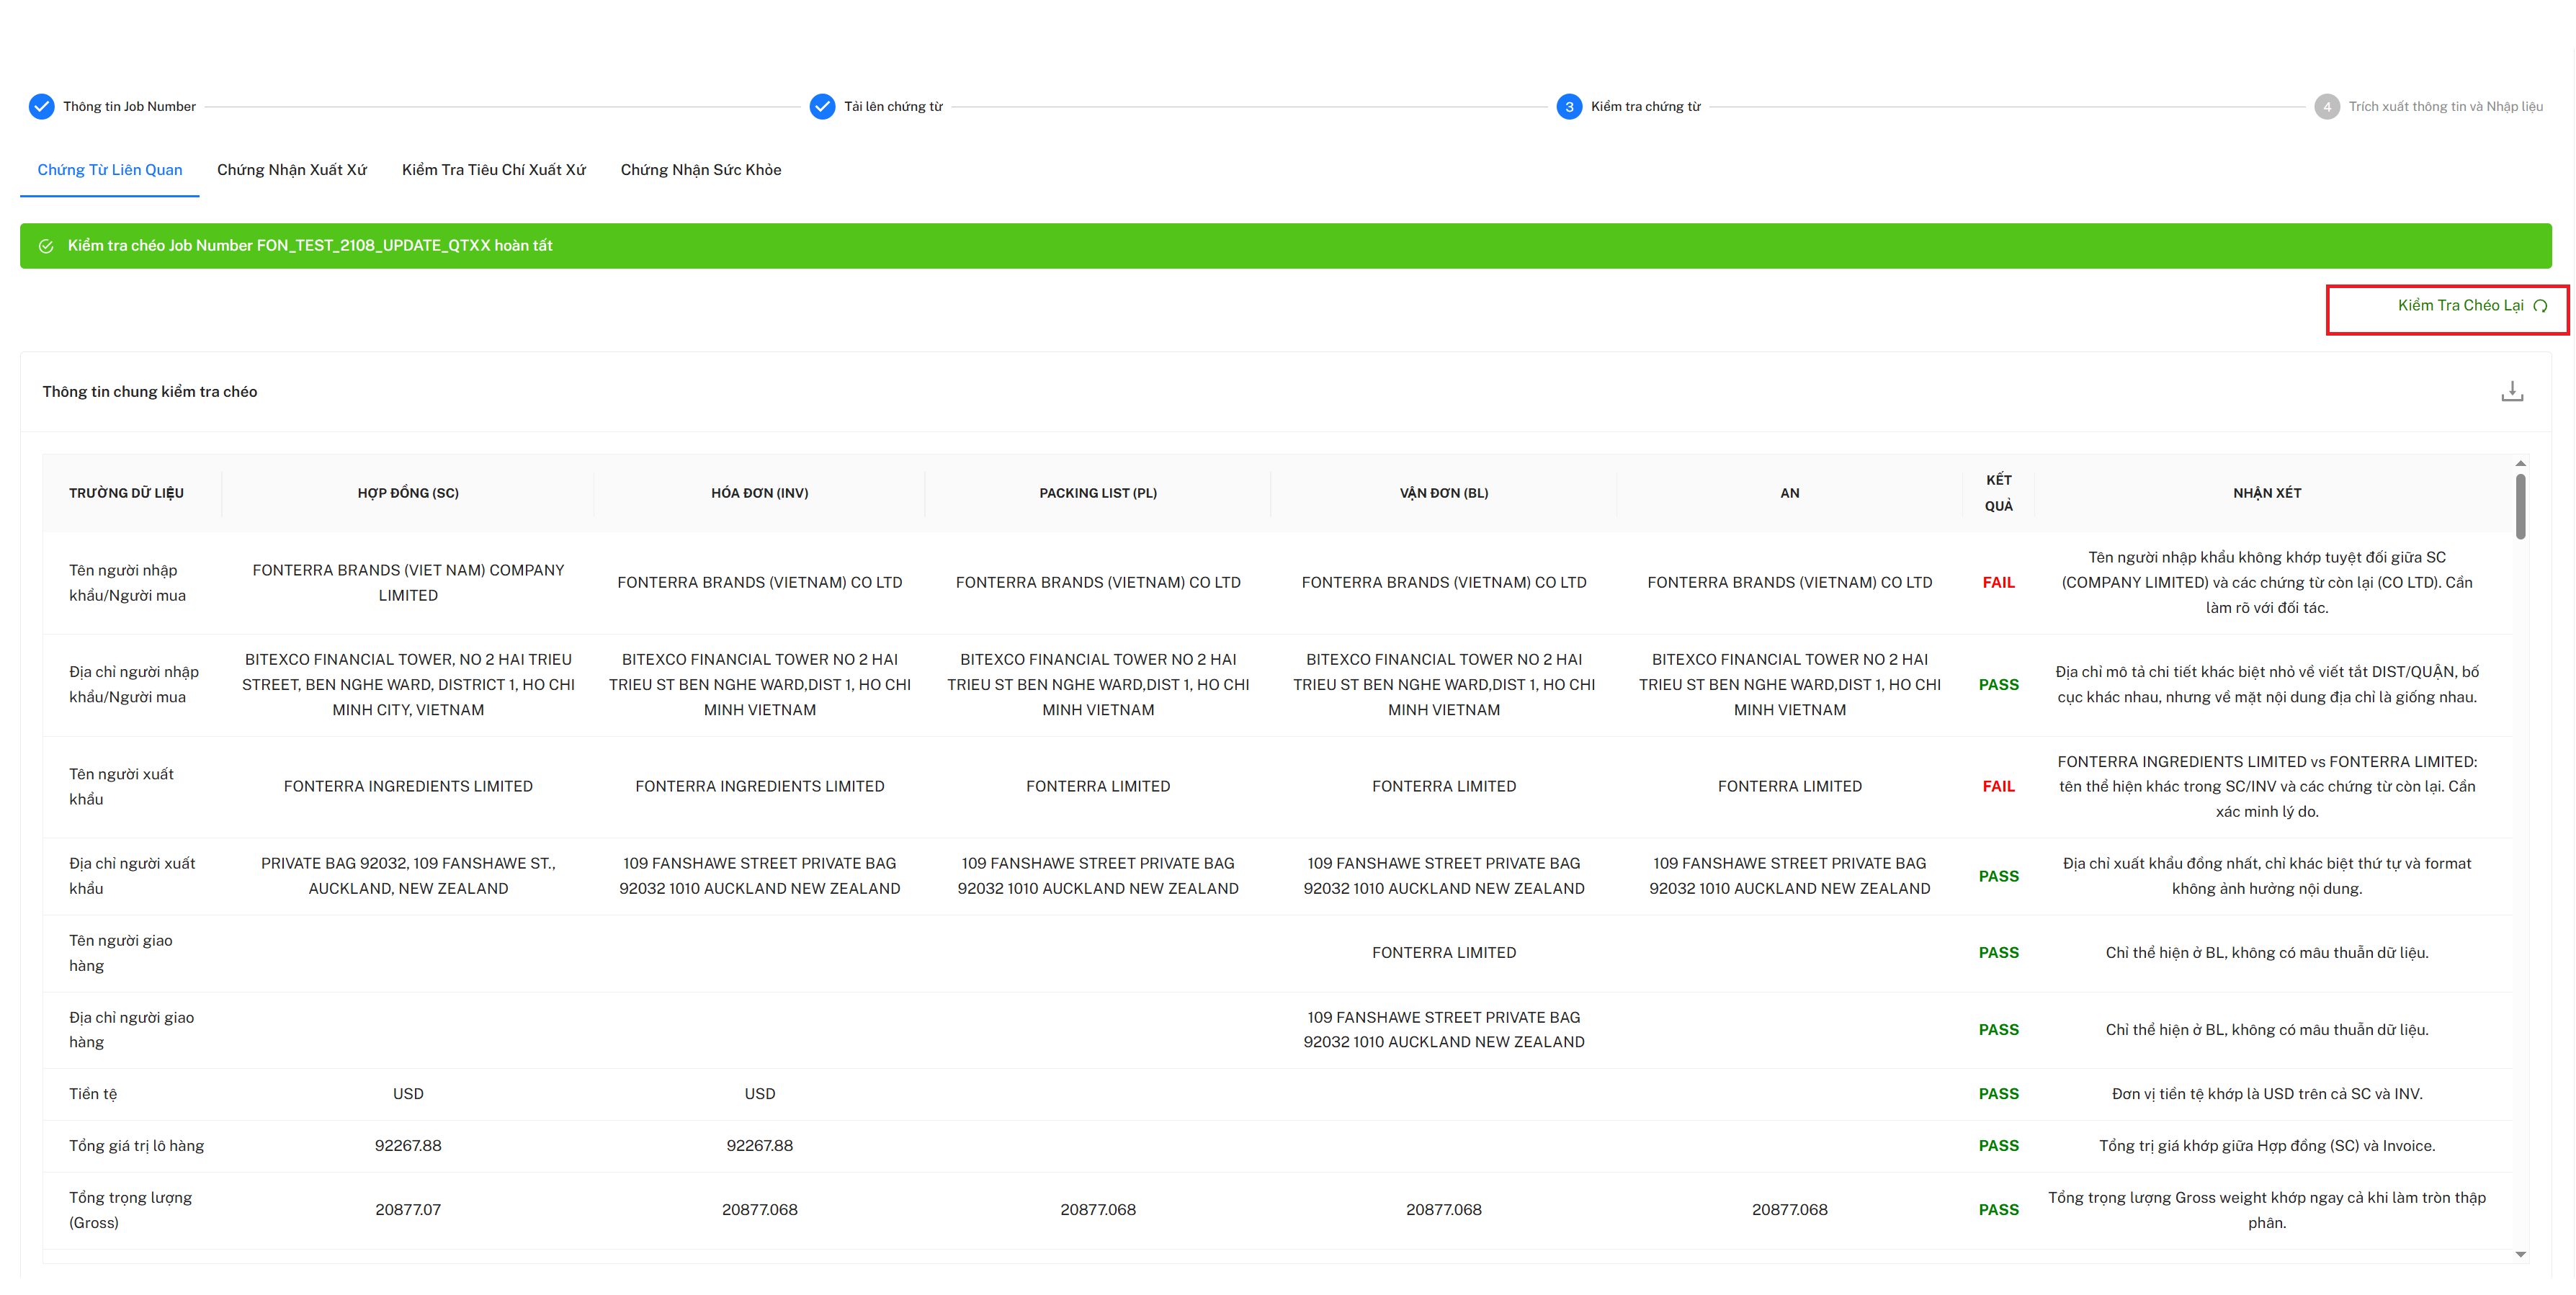 Thông tin Job Number
Tải lên chứng từ
3 Kiểm tra chứng từ
4 Trích xuất thông tin và Nhập liệu
Chứng Từ Liên Quan
Chứng Nhận Xuất Xứ
Kiểm Tra Tiêu Chí Xuất Xứ
Chứng Nhận Sức Khỏe
Kiểm tra chéo Job Number FON_TEST_2108_UPDATE_QTXX hoàn tất
Kiểm Tra Chéo Lại
Thông tin chung kiểm tra chéo
TRƯỜNG DỮ LIỆU
HỢP ĐỒNG (SC)
HÓA ĐƠN (INV)
PACKING LIST (PL)
VẬN ĐƠN (BL)
AN
KẾT
QUẢ
NHẬN XÉT
Tên người nhập
khẩu/Người mua
FONTERRA BRANDS (VIET NAM) COMPANY
LIMITED
FONTERRA BRANDS (VIETNAM) CO LTD
FONTERRA BRANDS (VIETNAM) CO LTD
FONTERRA BRANDS (VIETNAM) CO LTD
FONTERRA BRANDS (VIETNAM) CO LTD
FAIL
Tên người nhập khẩu không khớp tuyệt đối giữa SC
(COMPANY LIMITED) và các chứng từ còn lại (CO LTD). Cần
làm rõ với đối tác.
Địa chỉ người nhập
khẩu/Người mua
BITEXCO FINANCIAL TOWER, NO 2 HAI TRIEU
STREET, BEN NGHE WARD, DISTRICT 1, HO CHI
MINH CITY, VIETNAM
BITEXCO FINANCIAL TOWER NO 2 HAI
TRIEU ST BEN NGHE WARD,DIST 1, HO CHI
MINH VIETNAM
BITEXCO FINANCIAL TOWER NO 2 HAI
TRIEU ST BEN NGHE WARD,DIST 1, HO CHI
MINH VIETNAM
BITEXCO FINANCIAL TOWER NO 2 HAI
TRIEU ST BEN NGHE WARD,DIST 1, HO CHI
MINH VIETNAM
BITEXCO FINANCIAL TOWER NO 2 HAI
TRIEU ST BEN NGHE WARD,DIST 1, HO CHI
MINH VIETNAM
PASS
Địa chỉ mô tả chi tiết khác biệt nhỏ về viết tắt DIST/QUẬN, bố
cục khác nhau, nhưng về mặt nội dung địa chỉ là giống nhau.
Tên người xuất
khẩu
FONTERRA INGREDIENTS LIMITED
FONTERRA INGREDIENTS LIMITED
FONTERRA LIMITED
FONTERRA LIMITED
FONTERRA LIMITED
FAIL
FONTERRA INGREDIENTS LIMITED vs FONTERRA LIMITED:
tên thể hiện khác trong SC/INV và các chứng từ còn lại. Cần
xác minh lý do.
Địa chỉ người xuất
khẩu
PRIVATE BAG 92032, 109 FANSHAWE ST.,
AUCKLAND, NEW ZEALAND
109 FANSHAWE STREET PRIVATE BAG
92032 1010 AUCKLAND NEW ZEALAND
109 FANSHAWE STREET PRIVATE BAG
92032 1010 AUCKLAND NEW ZEALAND
109 FANSHAWE STREET PRIVATE BAG
92032 1010 AUCKLAND NEW ZEALAND
109 FANSHAWE STREET PRIVATE BAG
92032 1010 AUCKLAND NEW ZEALAND
PASS
Địa chỉ xuất khẩu đồng nhất, chỉ khác biệt thứ tự và format
không ảnh hưởng nội dung.
Tên người giao
hàng
FONTERRA LIMITED
PASS
Chỉ thể hiện ở BL, không có mâu thuẫn dữ liệu.
Địa chỉ người giao
hàng
109 FANSHAWE STREET PRIVATE BAG
92032 1010 AUCKLAND NEW ZEALAND
PASS
Chỉ thể hiện ở BL, không có mâu thuẫn dữ liệu.
Tiền tệ
USD
USD
PASS
Đơn vị tiền tệ khớp là USD trên cả SC và INV.
Tổng giá trị lô hàng
92267.88
92267.88
PASS
Tổng trị giá khớp giữa Hợp đồng (SC) và Invoice.
Tổng trọng lượng
(Gross)
20877.07
20877.068
20877.068
20877.068
20877.068
PASS
Tổng trọng lượng Gross weight khớp ngay cả khi làm tròn thập
phân.